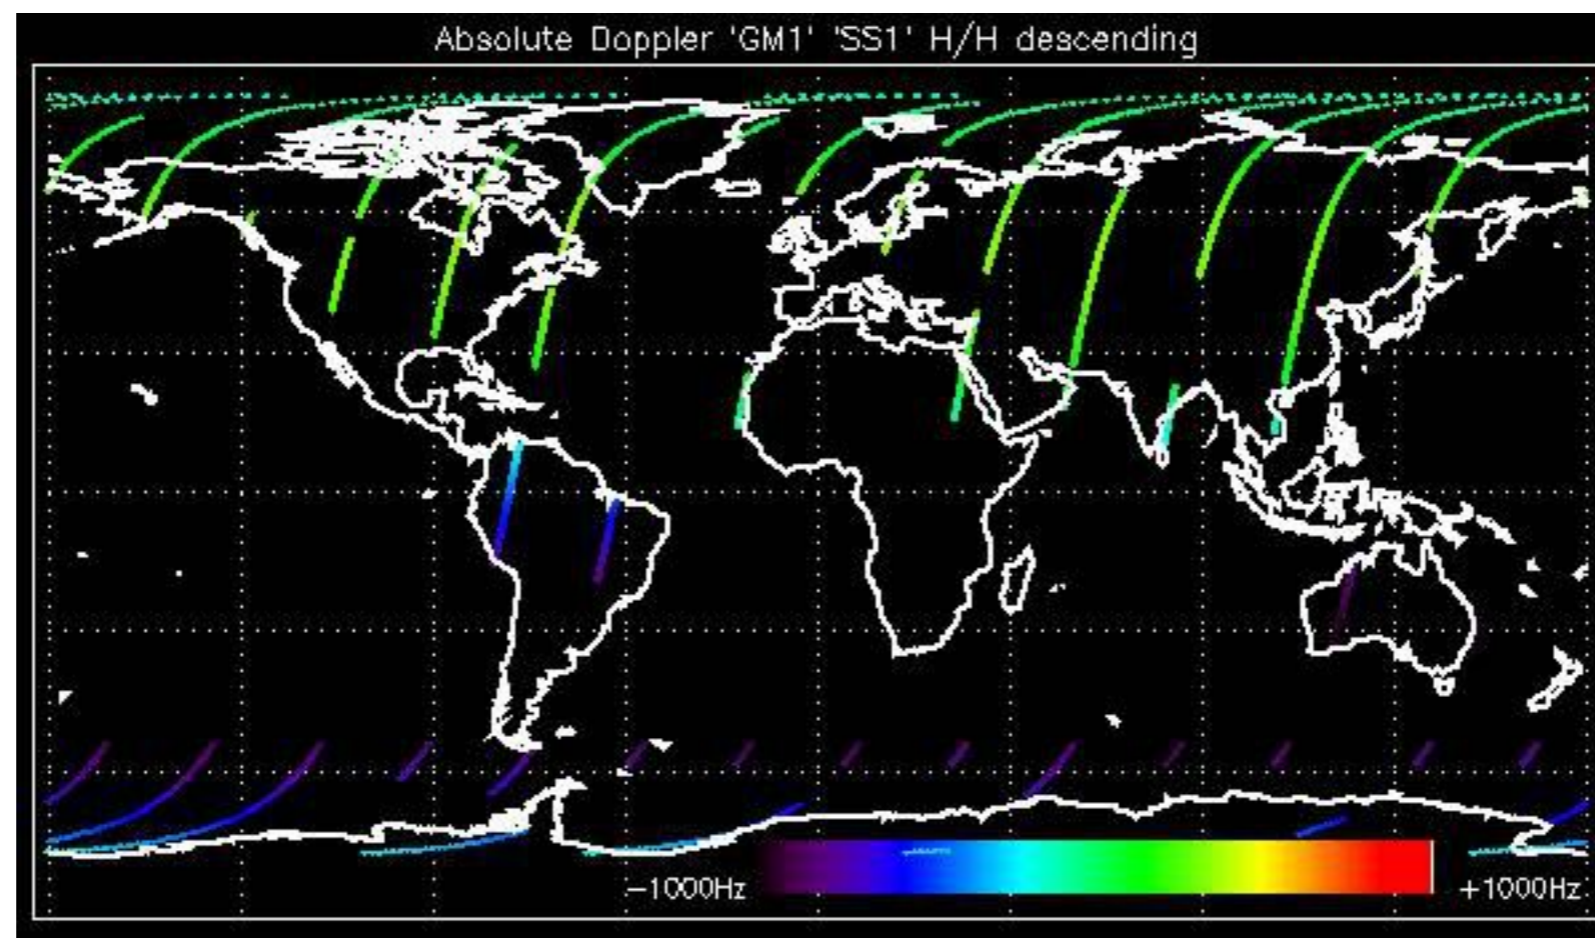 Absolute Doppler 'GM1' 'SS1' H/H descending
−1000Hz
+1000Hz